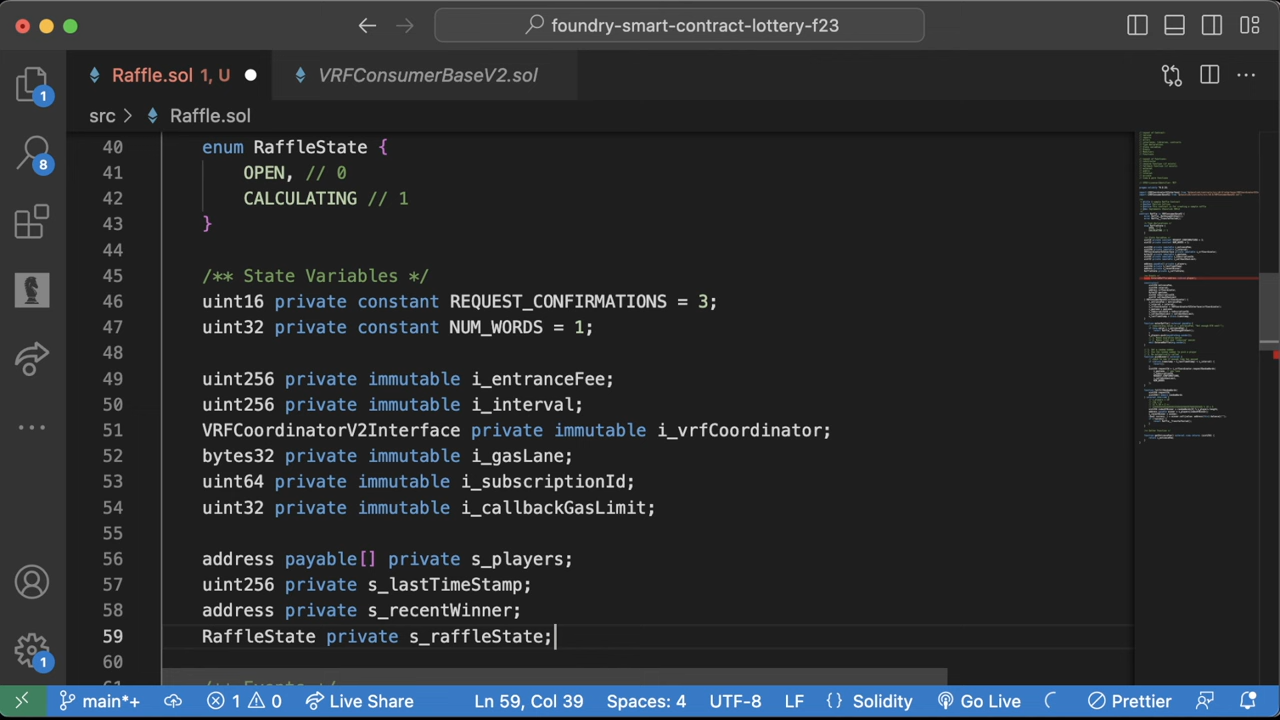 foundry-smart-contract-lottery-f23
Raffle.sol 1, U
VRFConsumerBaseV2.sol
src > Raffle.sol
40 enum RaffleState {
41 OPEN, // 0
42 CALCULATING // 1
43 }
44
45 /** State Variables */
46 uint16 private constant REQUEST_CONFIRMATIONS = 3;
47 uint32 private constant NUM_WORDS = 1;
48
49 uint256 private immutable i_entranceFee;
50 uint256 private immutable i_interval;
51 VRFCoordinatorV2Interface private immutable i_vrfCoordinator;
52 bytes32 private immutable i_gasLane;
53 uint64 private immutable i_subscriptionId;
54 uint32 private immutable i_callbackGasLimit;
55
56 address payable[] private s_players;
57 uint256 private s_lastTimeStamp;
58 address private s_recentWinner;
59 RaffleState private s_raffleState;
60
1
8
1
main*+ 1 0 Live Share Ln 59, Col 39 Spaces: 4 UTF-8 LF {} Solidity Go Live Prettier